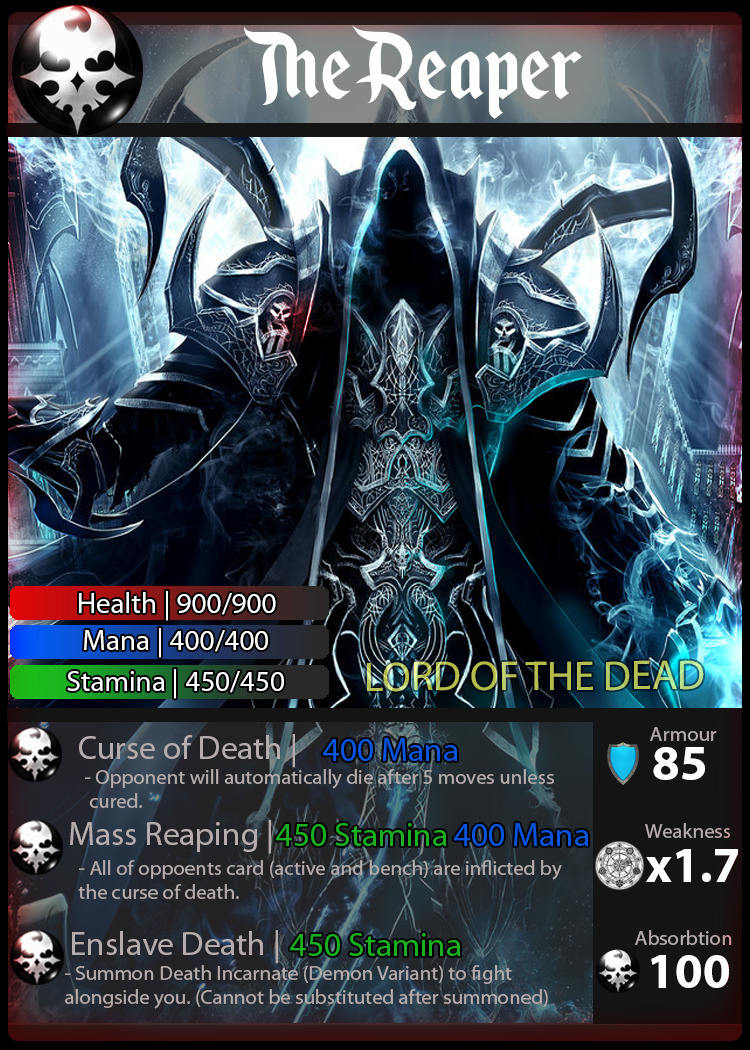 The Reaper
Health | 900/900
Mana | 400/400
Stamina | 450/450
LORD OF THE DEAD
Curse of Death | 400 Mana
- Opponent will automatically die after 5 moves unless
cured.
Mass Reaping | 450 Stamina 400 Mana
- All of oppoents card (active and bench) are inflicted by
the curse of death.
Enslave Death | 450 Stamina
- Summon Death Incarnate (Demon Variant) to fight
alongside you. (Cannot be substituted after summoned)
Armour
85
Weakness
x1.7
Absorbtion
100